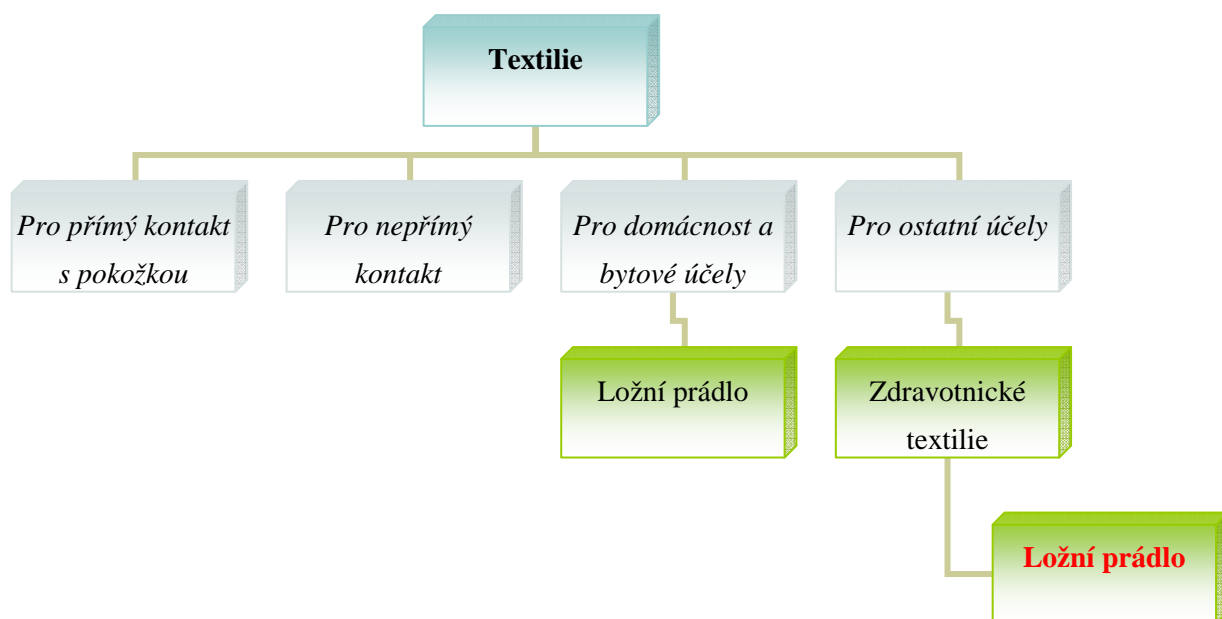 Textilie
Pro přímý kontakt
s pokožkou
Pro nepřímý
kontakt
Pro domácnost a
bytové účely
Pro ostatní účely
Ložní prádlo
Zdravotnické
textilie
Ložní prádlo